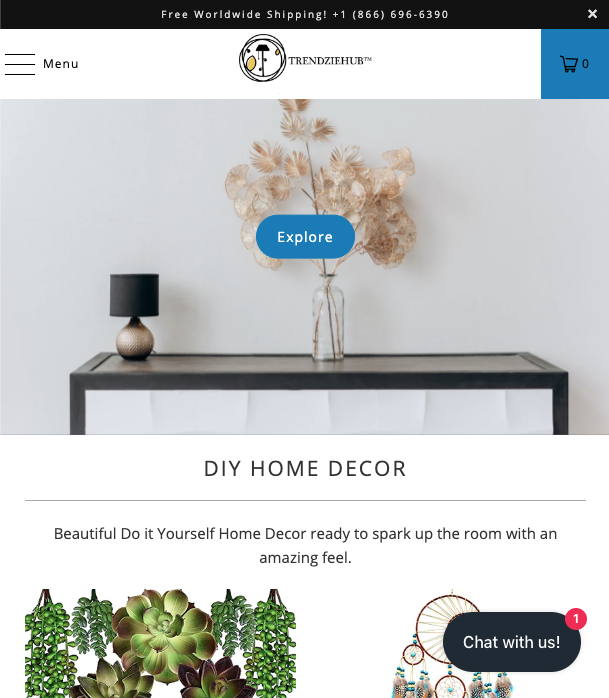 Free Worldwide Shipping! +1 (866) 696-6390
Menu
TRENDZIEHUB™
0
Explore
DIY HOME DECOR
Beautiful Do it Yourself Home Decor ready to spark up the room with an
amazing feel.
1
Chat with us!